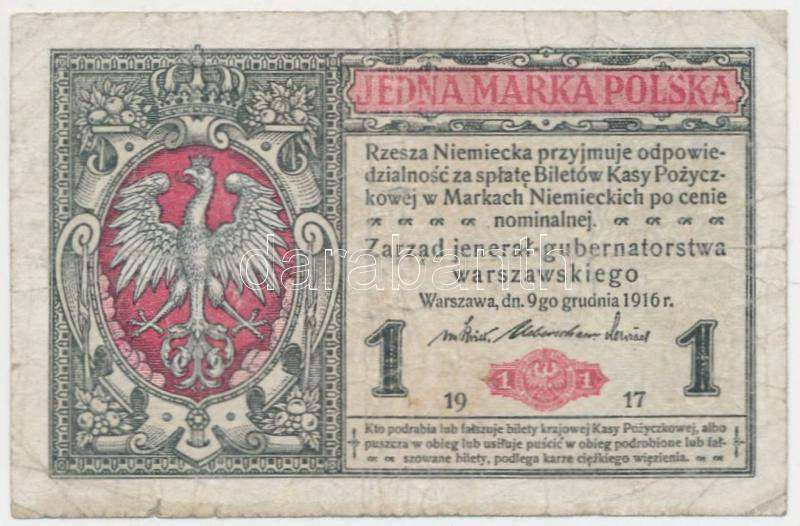 JEDNA MARKA POLSKA
Rzesza Niemiecka przyjmuje odpowie-
dzialność za spłatę Biletów Kasy Pożycz-
kowej w Markach Niemieckich po cenie
nominalnej.
Zarząd jenerał-gubernatorstwa
warszawskiego
Warszawa, dn. 9go grudnia 1916 r.
1 1 1 1
19 17
Kto podrabia lub fałszuje bilety krajowej Kasy Pożyczkowej, albo
puszcza w obieg lub usiłuje puścić w obieg podrobione lub fał-
szowane bilety, podlega karze ciężkiego więzienia.
darabanth